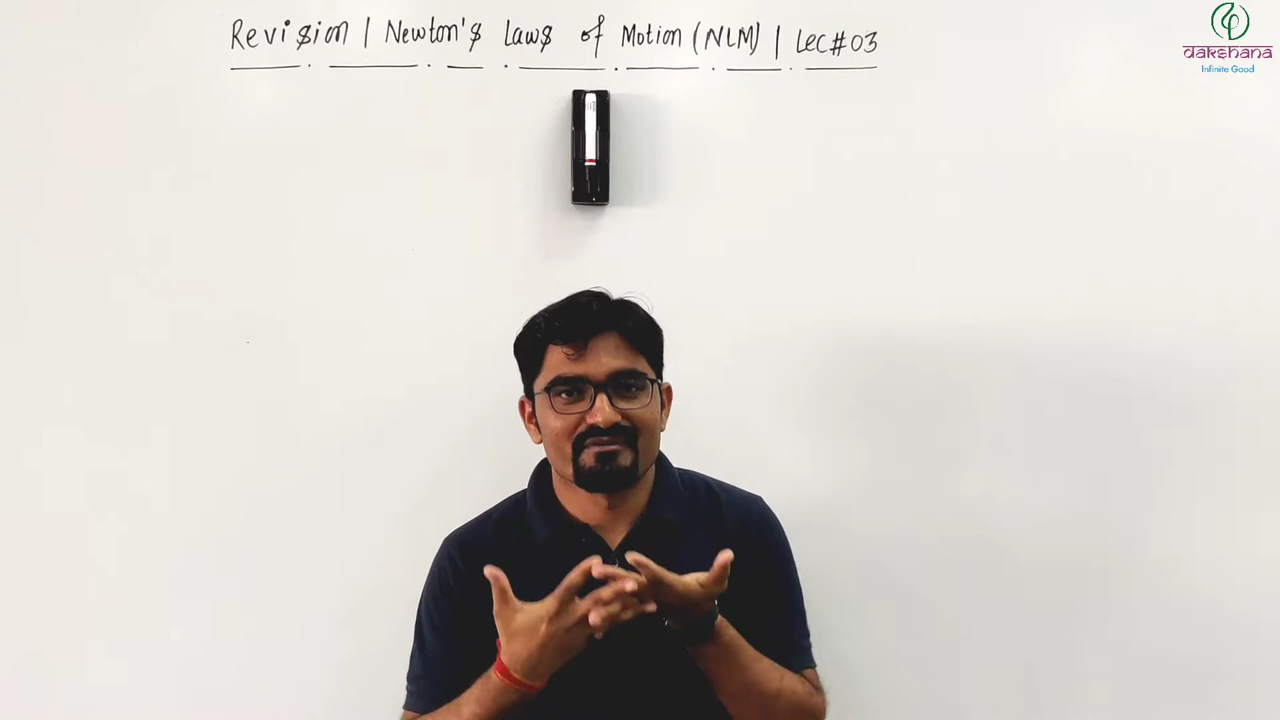 Revision | Newton's Laws of Motion (NLM) | Lec#03
dakshana
Infinite Good